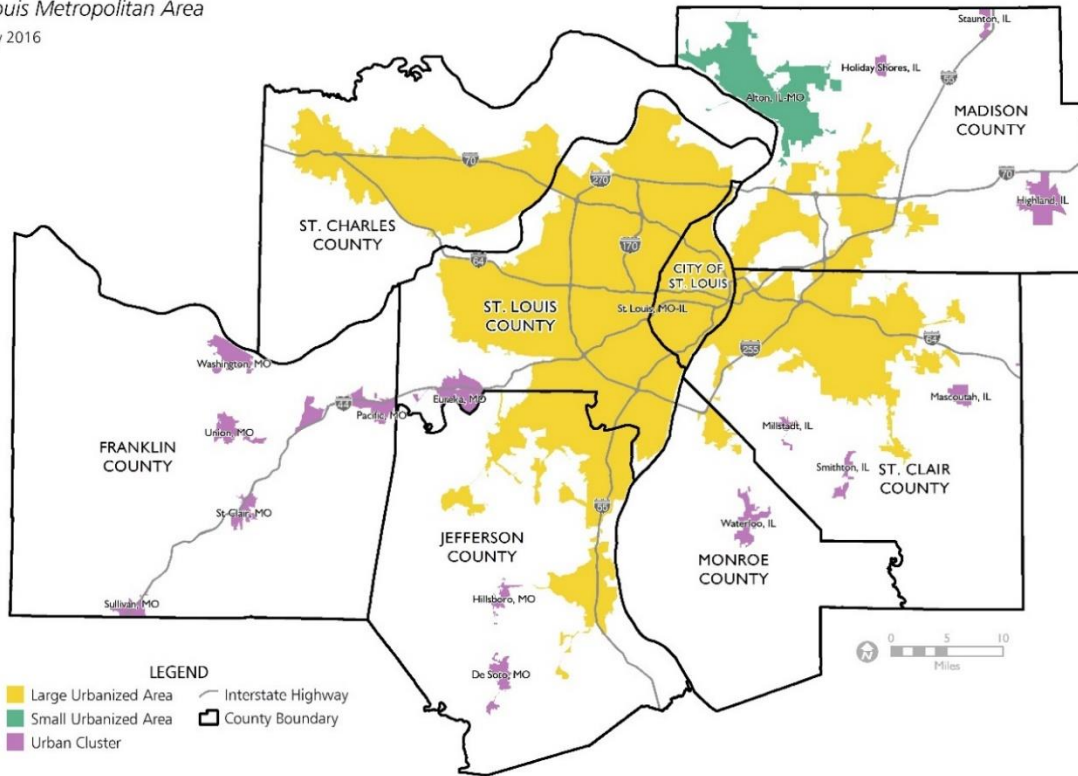 ouis Metropolitan Area
2016
Staunton, IL
Holiday Shores, IL
55
Alton, IL-MO
MADISON
COUNTY
70
270
70
Highland, IL
ST. CHARLES
COUNTY
170
64
CITY OF
ST. LOUIS
ST. LOUIS
COUNTY
St. Louis, MO-IL
64
255
Washington, MO
Eureka, MO
44
Pacific, MO
Mascoutah, IL
Union, MO
Millstadt, IL
FRANKLIN
COUNTY
Smithton, IL
ST. CLAIR
COUNTY
St. Clair, MO
55
Waterloo, IL
JEFFERSON
COUNTY
MONROE
COUNTY
Hillsboro, MO
Sullivan, MO
N
0 5 10
Miles
De Soto, MO
LEGEND
Large Urbanized Area
Interstate Highway
Small Urbanized Area
County Boundary
Urban Cluster